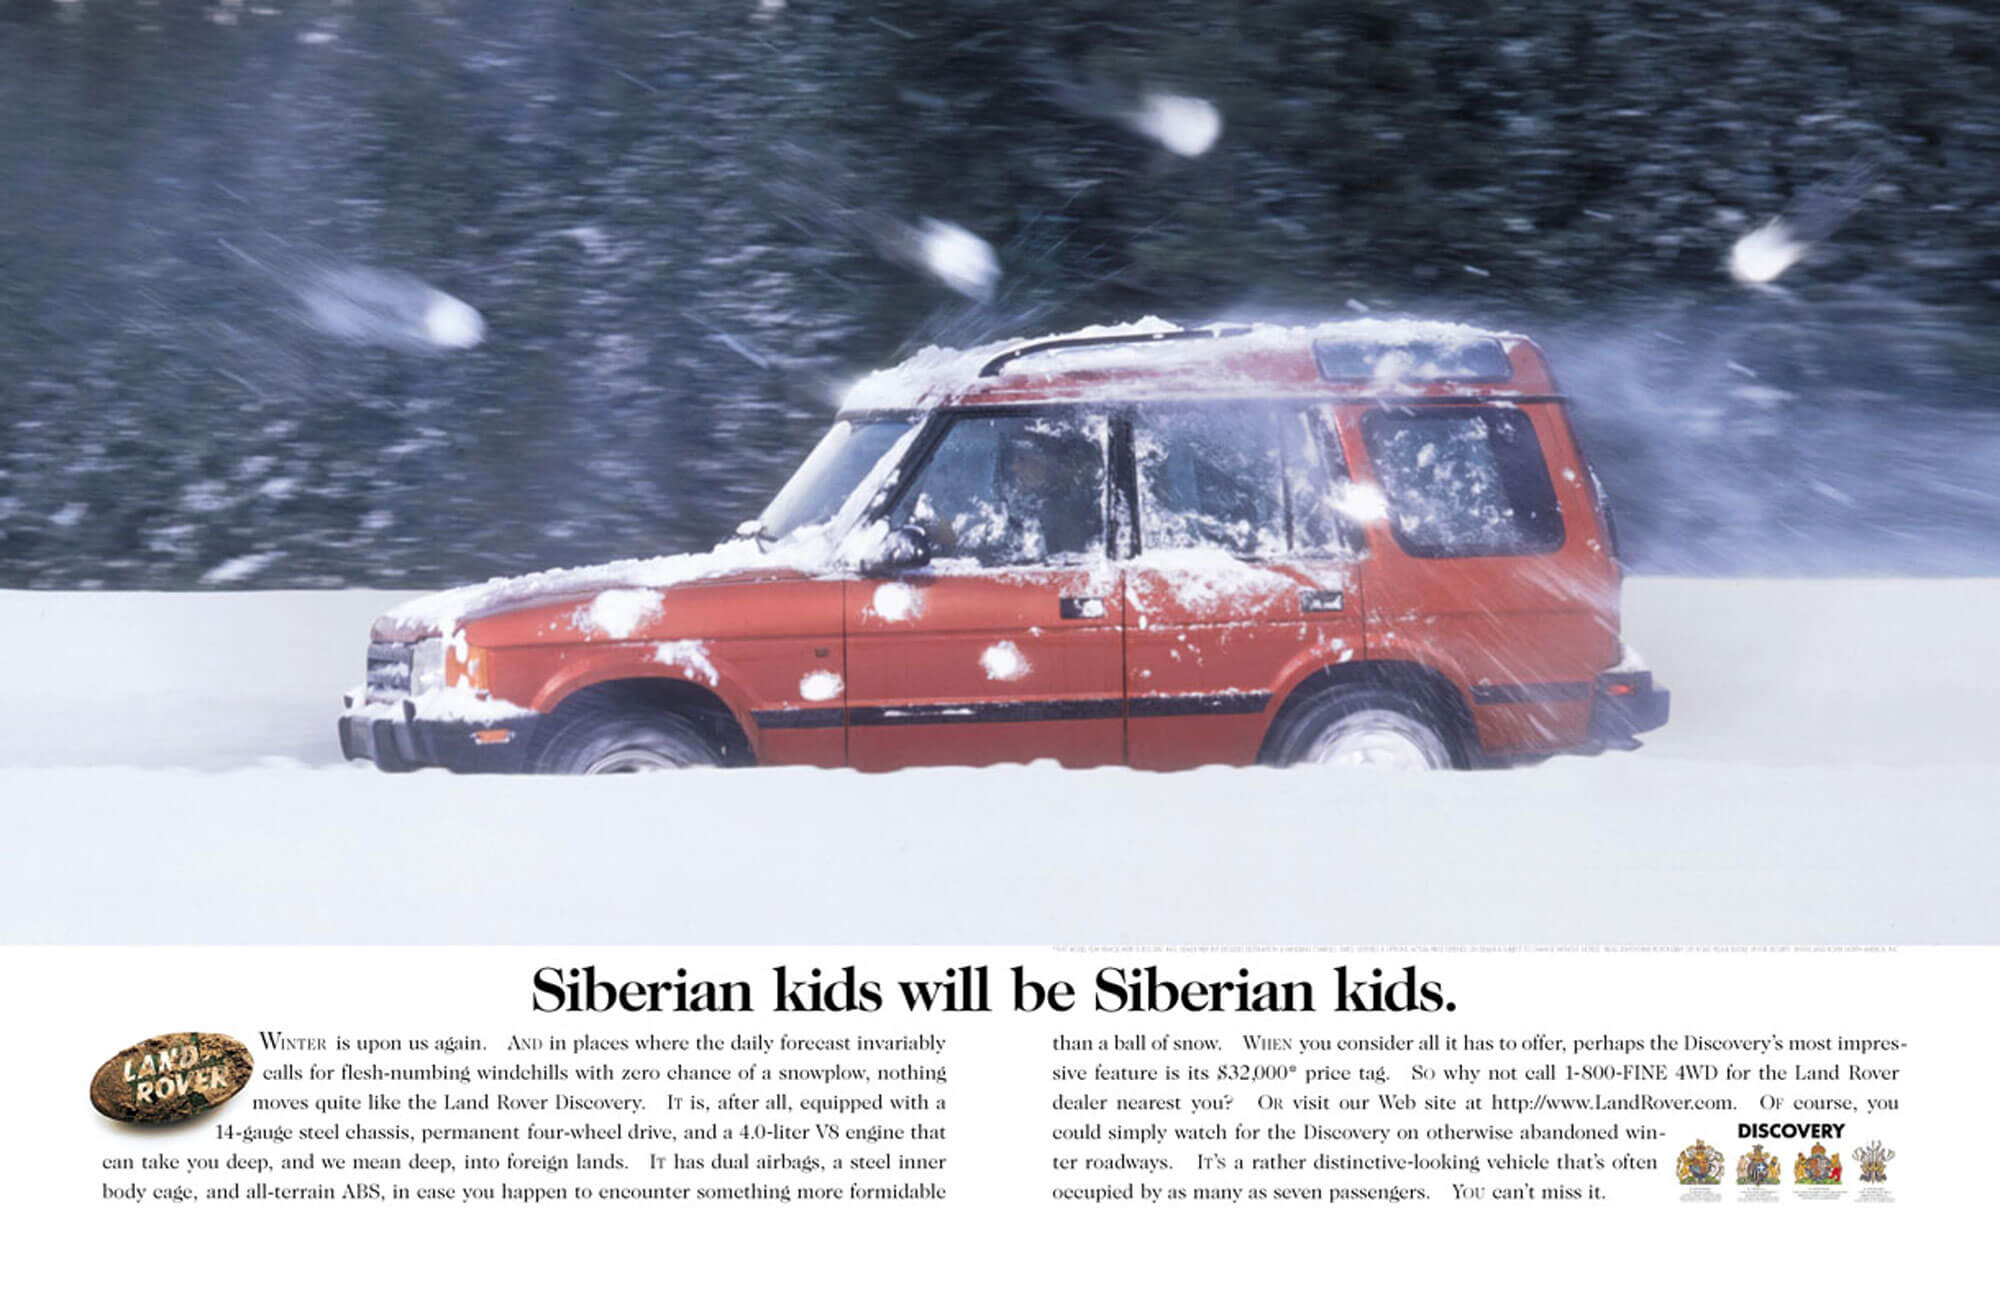 Siberian kids will be Siberian kids.
LAND
ROVER
WINTER is upon us again. AND in places where the daily forecast invariably
calls for flesh-numbing windchills with zero chance of a snowplow, nothing
moves quite like the Land Rover Discovery. IT is, after all, equipped with a
14-gauge steel chassis, permanent four-wheel drive, and a 4.0-liter V8 engine that
can take you deep, and we mean deep, into foreign lands. IT has dual airbags, a steel inner
body cage, and all-terrain ABS, in case you happen to encounter something more formidable
than a ball of snow. WHEN you consider all it has to offer, perhaps the Discovery's most impres-
sive feature is its $32,000* price tag. SO why not call 1-800-FINE 4WD for the Land Rover
dealer nearest you? OR visit our Web site at http://www.LandRover.com. OF course, you
could simply watch for the Discovery on otherwise abandoned win-
ter roadways. IT'S a rather distinctive-looking vehicle that's often
occupied by as many as seven passengers. YOU can't miss it.
DISCOVERY